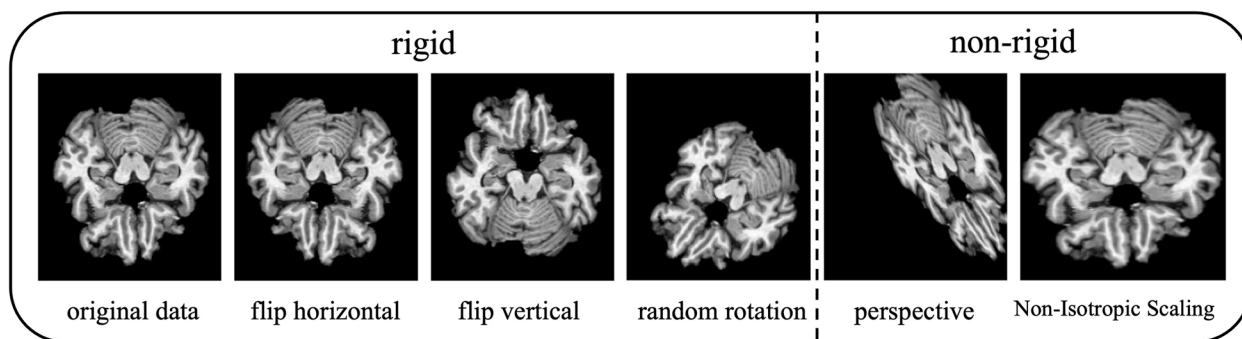 rigid
non-rigid
original data
flip horizontal
flip vertical
random rotation
perspective
Non-Isotropic Scaling